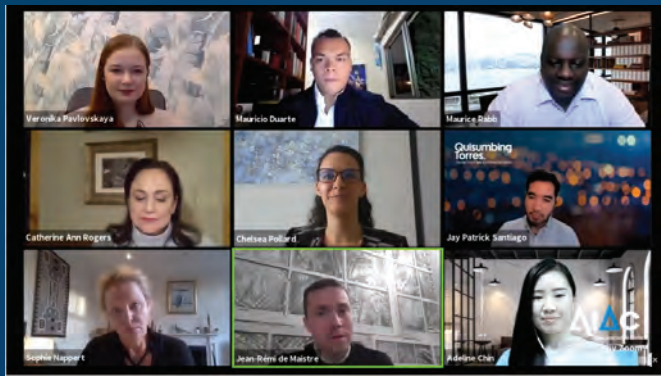 Veronika Pavlovskaya
Mauricio Duarte
Maurice Rabb
Catherine Ann Rogers
Chelsea Pollard
Quisumbing
Torres.
Jay Patrick Santiago
Sophie Nappert
Jean-Rémi de Maistre
AIAC
Adeline Chin